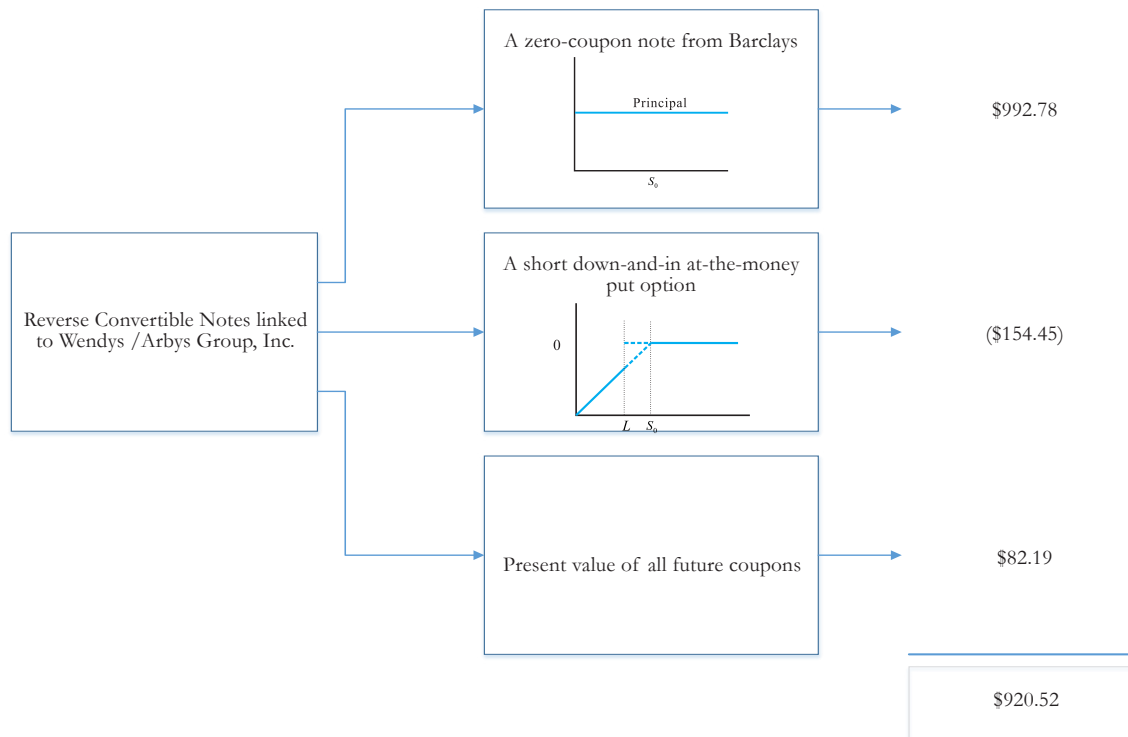 A zero-coupon note from Barclays
Principal
S₀
$992.78
Reverse Convertible Notes linked
to Wendys /Arbys Group, Inc.
A short down-and-in at-the-money
put option
0
L S₀
($154.45)
Present value of all future coupons
$82.19
$920.52